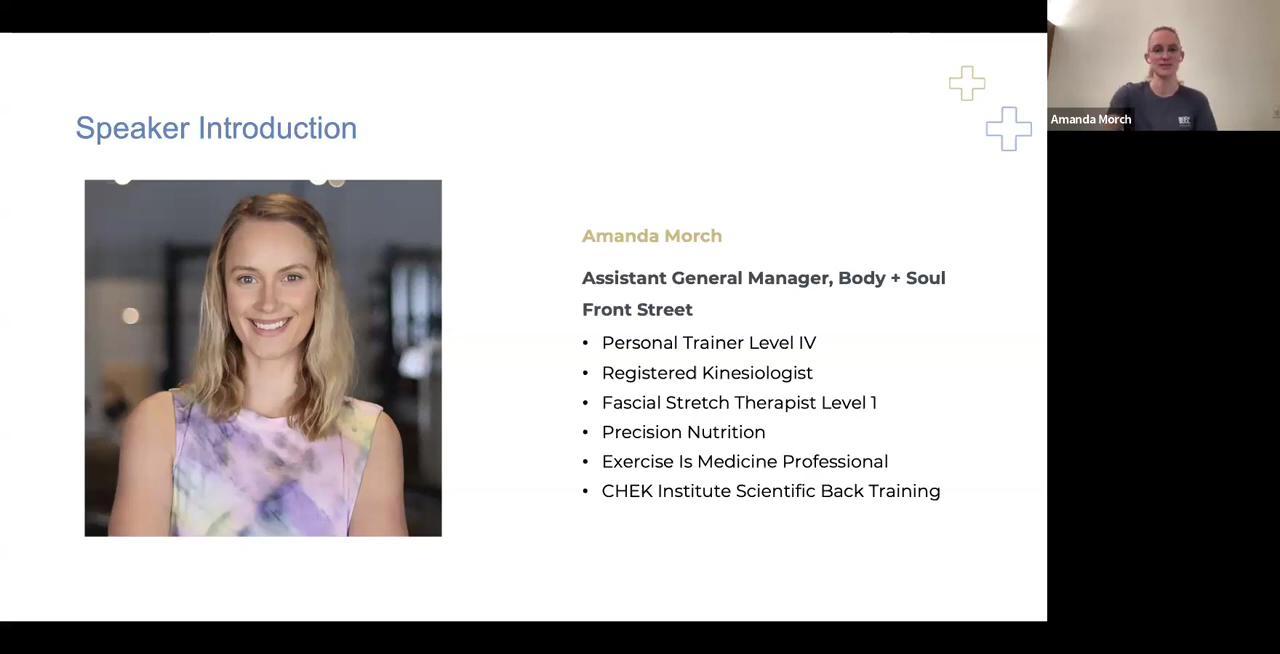 Speaker Introduction
Amanda Morch
Amanda Morch
Assistant General Manager, Body + Soul
Front Street
• Personal Trainer Level IV
• Registered Kinesiologist
• Fascial Stretch Therapist Level 1
• Precision Nutrition
• Exercise Is Medicine Professional
• CHEK Institute Scientific Back Training